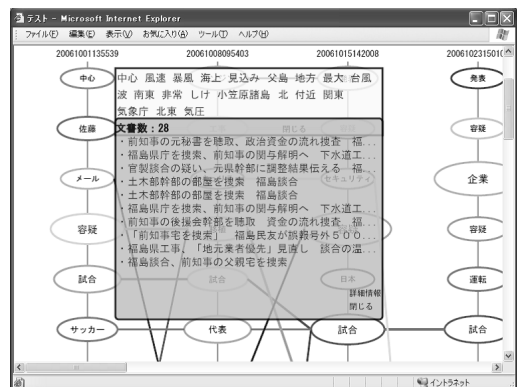 テスト - Microsoft Internet Explorer
ファイル(F) 編集(E) 表示(V) お気に入り(A) ツール(T) ヘルプ(H)
20061001135539 20061008095403 20061015142008 200610231501
中心
佐藤
メール
容疑
試合
サッカー
中心 風速 暴風 海上 見込み 父島 地方 最大 台風
波 南東 非常 しけ 小笠原諸島 北 付近 関東
気象庁 北東 気圧
文書数:28
閉じる
・前知事の元秘書を聴取、政治資金の流れ捜査 福...
・福島県庁を捜索、前知事の関与解明へ 下水道工...
・官製談合の疑い、元県幹部に調整結果伝える 福...
・土木部幹部の部屋を捜索 福島談合
・土木部幹部の部屋を捜索 福島談合
・福島県庁を捜索、前知事の関与解明へ 下水道工...
・前知事の後援会幹部を聴取 資金の流れ捜査 福...
・「前知事宅を捜索」 福島民友が誤報号外500...
・福島県工事、「地元業者優先」見直し 談合の温...
・福島談合、前知事の父親宅を捜索
セキュリティ
試合
日本
詳細情報
閉じる
代表
試合
発表
容疑
企業
容疑
運転
試合
イントラネット